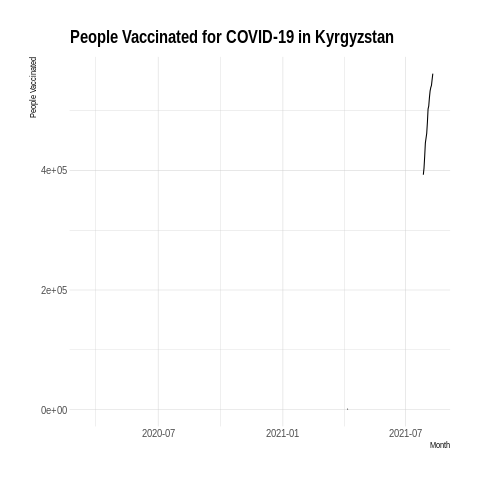 People Vaccinated for COVID-19 in Kyrgyzstan
People Vaccinated
4e+05
2e+05
0e+00
2020-07 2021-01 2021-07
Month